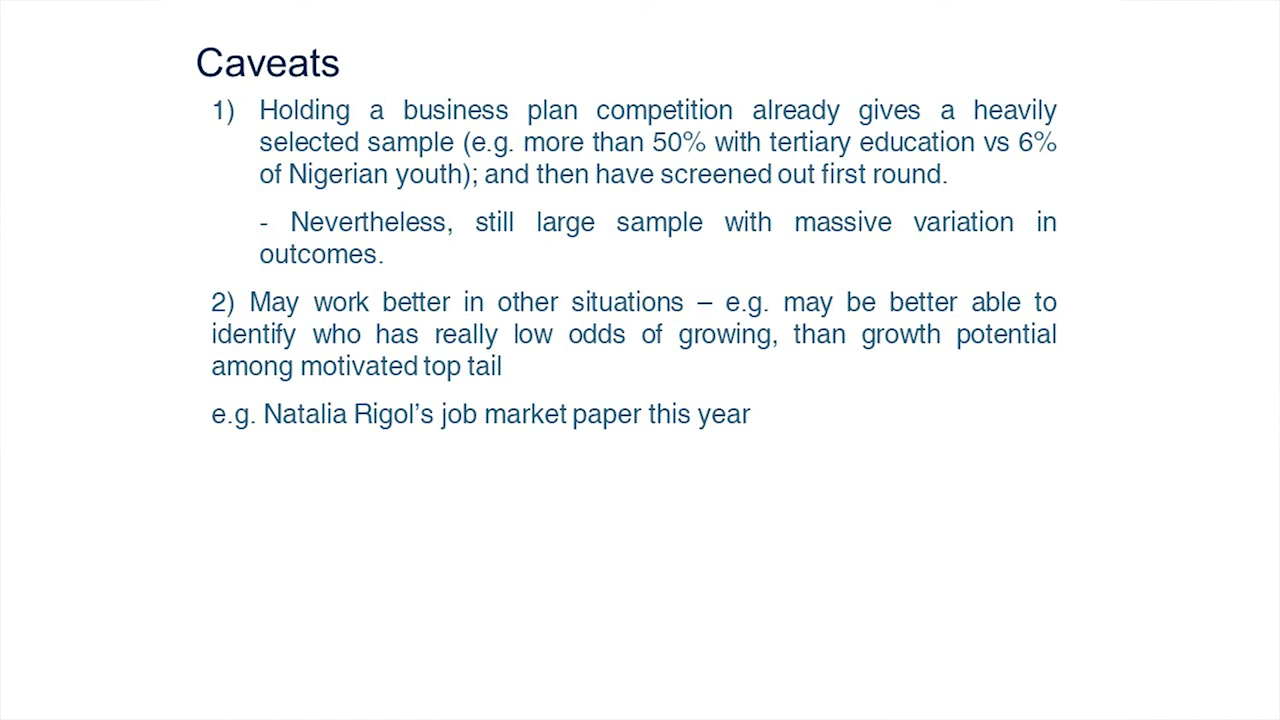 Caveats
1) Holding a business plan competition already gives a heavily
selected sample (e.g. more than 50% with tertiary education vs 6%
of Nigerian youth); and then have screened out first round.
- Nevertheless, still large sample with massive variation in
outcomes.
2) May work better in other situations – e.g. may be better able to
identify who has really low odds of growing, than growth potential
among motivated top tail
e.g. Natalia Rigol’s job market paper this year